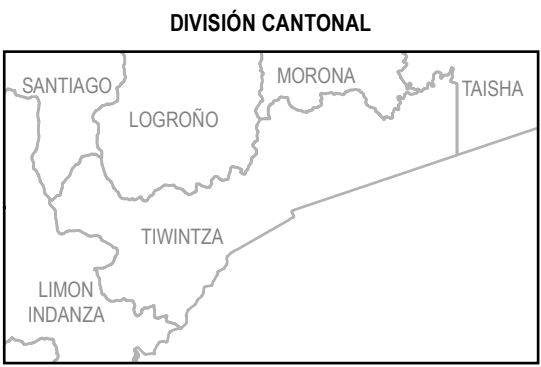 DIVISIÓN CANTONAL
SANTIAGO
MORONA
TAISHA
LOGROÑO
TIWINTZA
LIMON
INDANZA